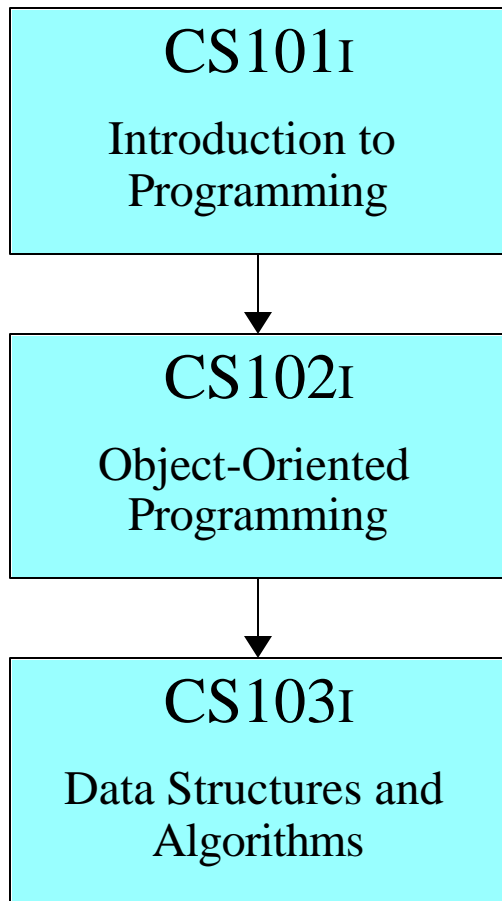 CS101I
Introduction to
Programming
CS102I
Object-Oriented
Programming
CS103I
Data Structures and
Algorithms